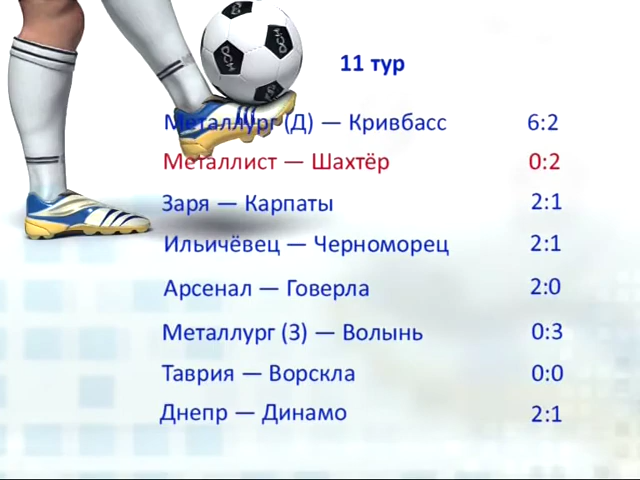 11 тур
Металлург (Д) — Кривбасс 6:2
Металлист — Шахтёр 0:2
Заря — Карпаты 2:1
Ильичёвец — Черноморец 2:1
Арсенал — Говерла 2:0
Металлург (З) — Волынь 0:3
Таврия — Ворскла 0:0
Днепр — Динамо 2:1